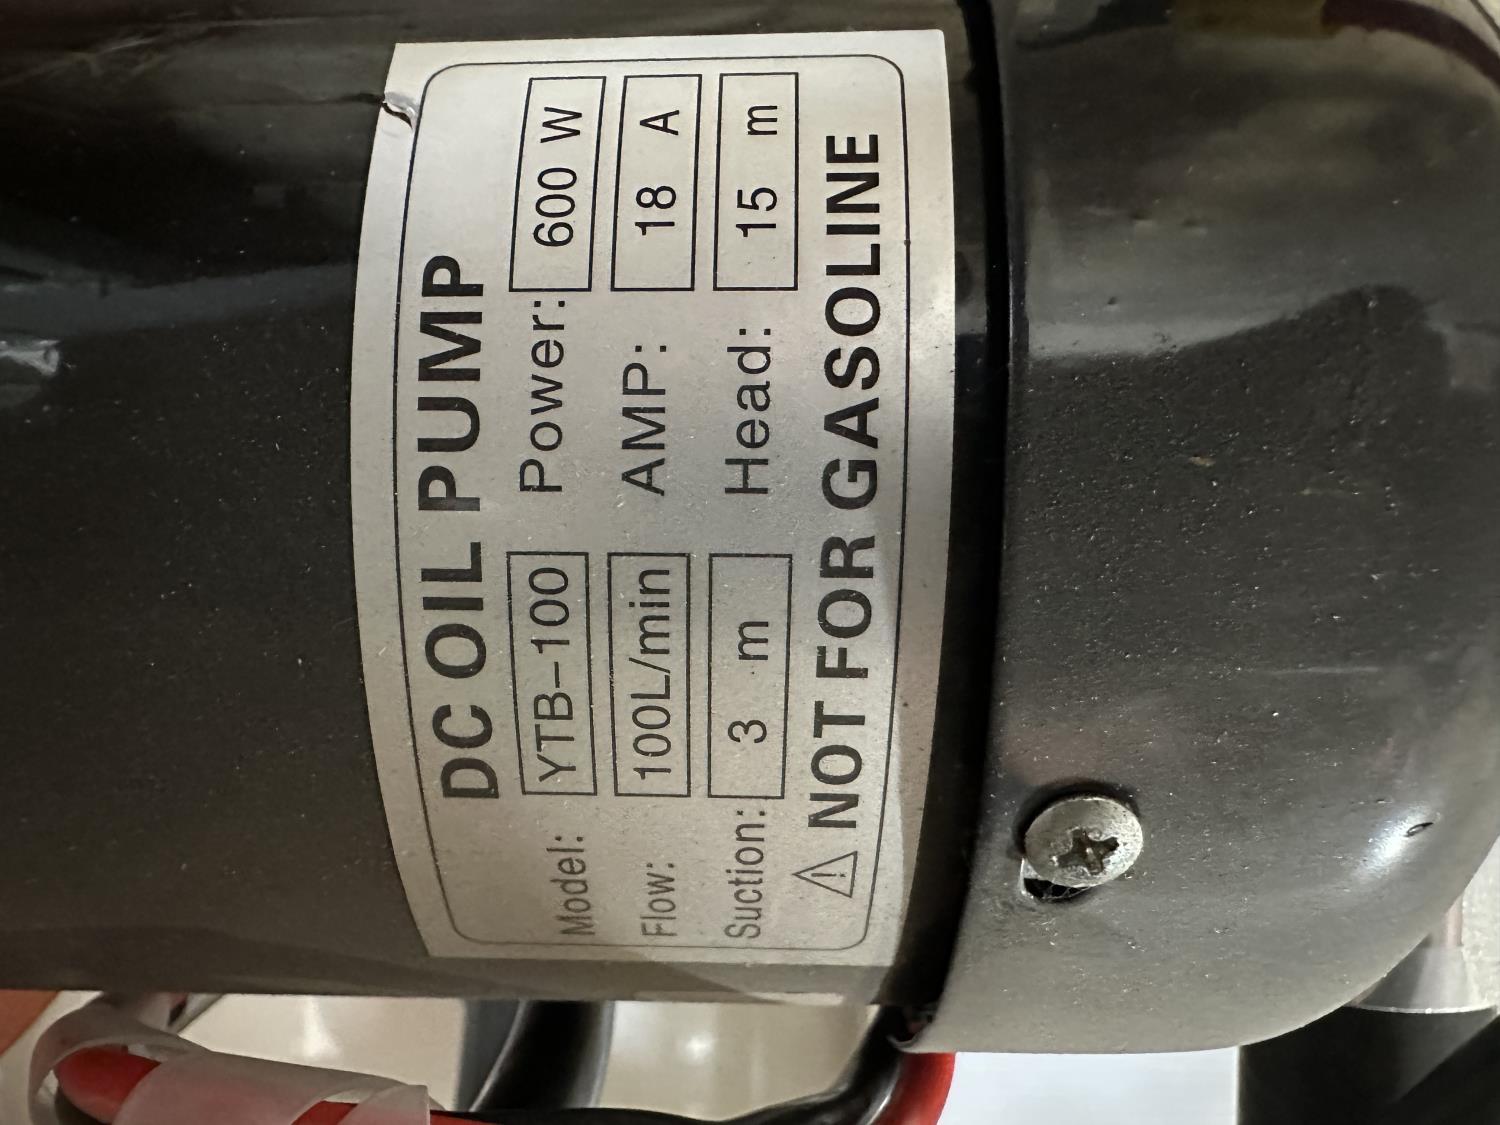 DC OIL PUMP
Model: YTB-100 Power: 600 W
Flow: 100L/min AMP: 18 A
Suction: 3 m Head: 15 m
⚠ NOT FOR GASOLINE